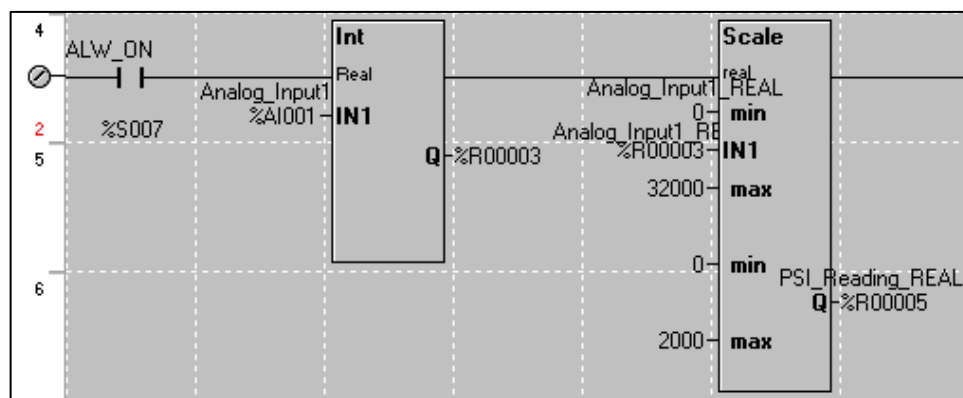 4
ALW_ON
%S007
2
5
6
Int
Real
Analog_Input1
%AI001
IN1
Q
%R00003
Scale
real
Analog_Input1_REAL
0
min
%R00003
IN1
32000
max
0
min
PSI_Reading_REAL
Q
%R00005
2000
max